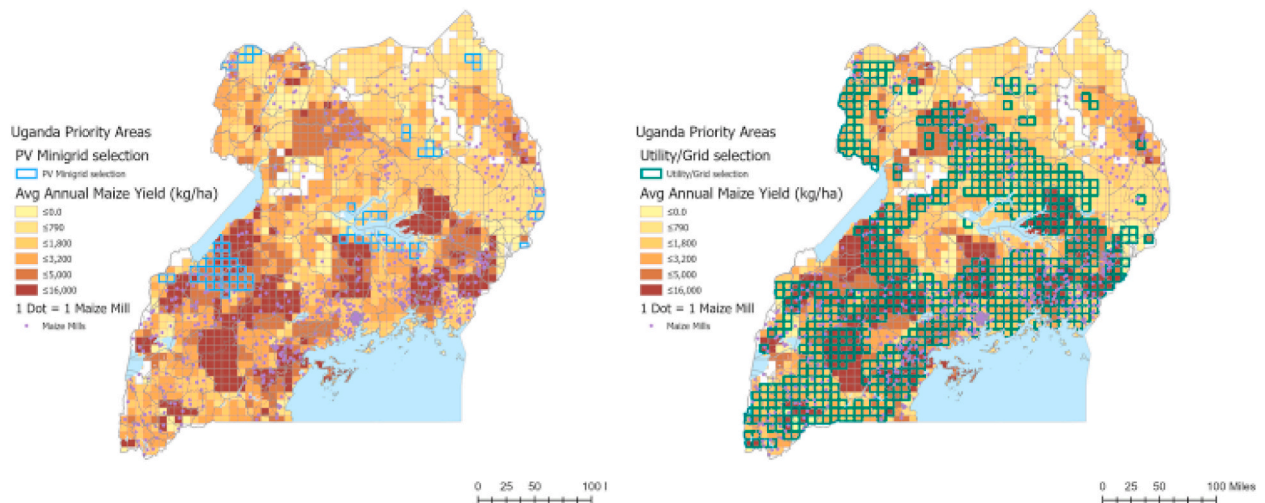 Uganda Priority Areas
PV Minigrid selection
PV Minigrid selection
Avg Annual Maize Yield (kg/ha)
≤0.0
≤790
≤1,800
≤3,200
≤5,000
≤16,000
1 Dot = 1 Maize Mill
Maize Mills
0 25 50 100 l
Uganda Priority Areas
Utility/Grid selection
Utility/Grid selection
Avg Annual Maize Yield (kg/ha)
≤0.0
≤790
≤1,800
≤3,200
≤5,000
≤16,000
1 Dot = 1 Maize Mill
Maize Mills
0 25 50 100 Miles